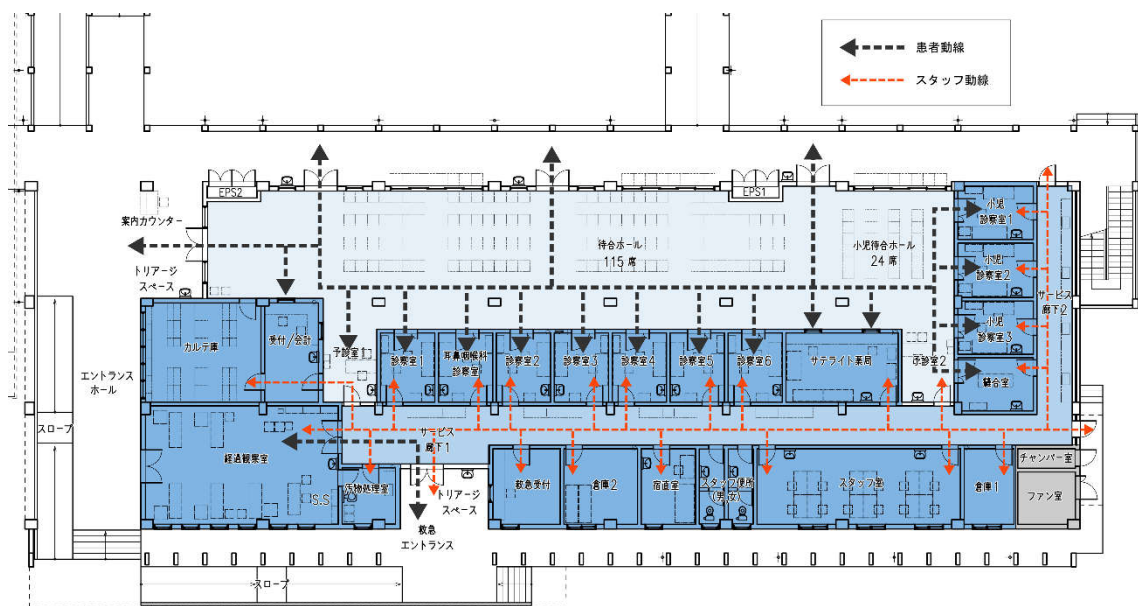 患者動線
スタッフ動線
EPS2
EPS1
案内カウンター
トリアージ
スペース
待合ホール
115 席
小児待合ホール
24 席
小児
診察室1
小児
診察室2
小児
診察室3
縫合室
サービス
廊下2
カルテ庫
受付/会計
予診室1
診察室1
耳鼻咽喉科
診察室
診察室2
診察室3
診察室4
診察室5
診察室6
サテライト薬局
予診室2
エントランス
ホール
スロープ
サービス
廊下1
経過観察室
S.S
汚物処理室
トリアージ
スペース
救急
エントランス
救急受付
倉庫2
宿直室
スタッフ便所
(男,女)
スタッフ室
倉庫1
チャンバー室
ファン室
スロープ